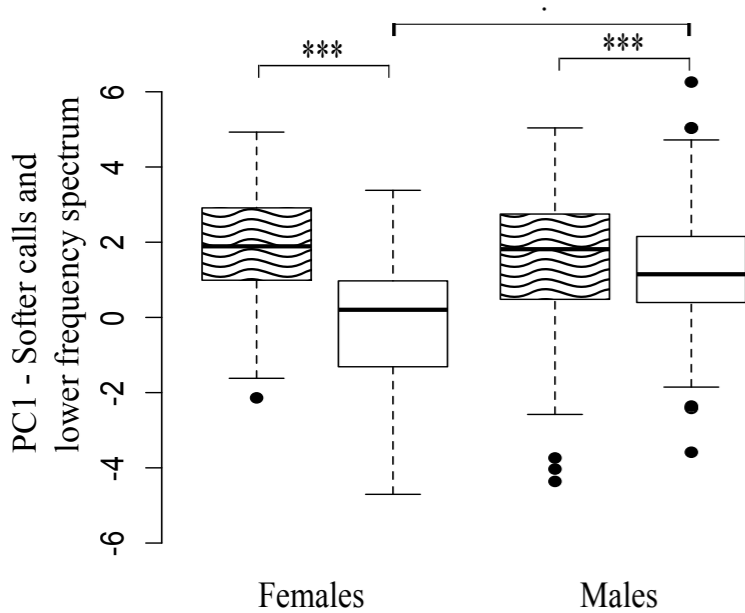 .
***
***
PC1 - Softer calls and
lower frequency spectrum
6
4
2
0
-2
-4
-6
Females
Males